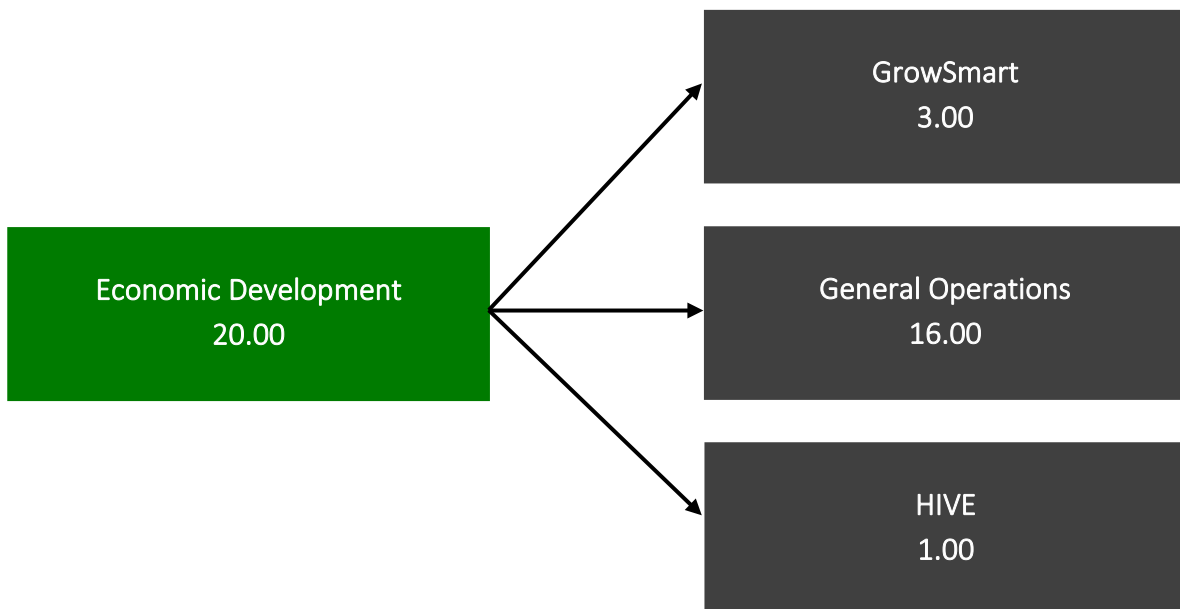 GrowSmart
3.00
Economic Development
20.00
General Operations
16.00
HIVE
1.00